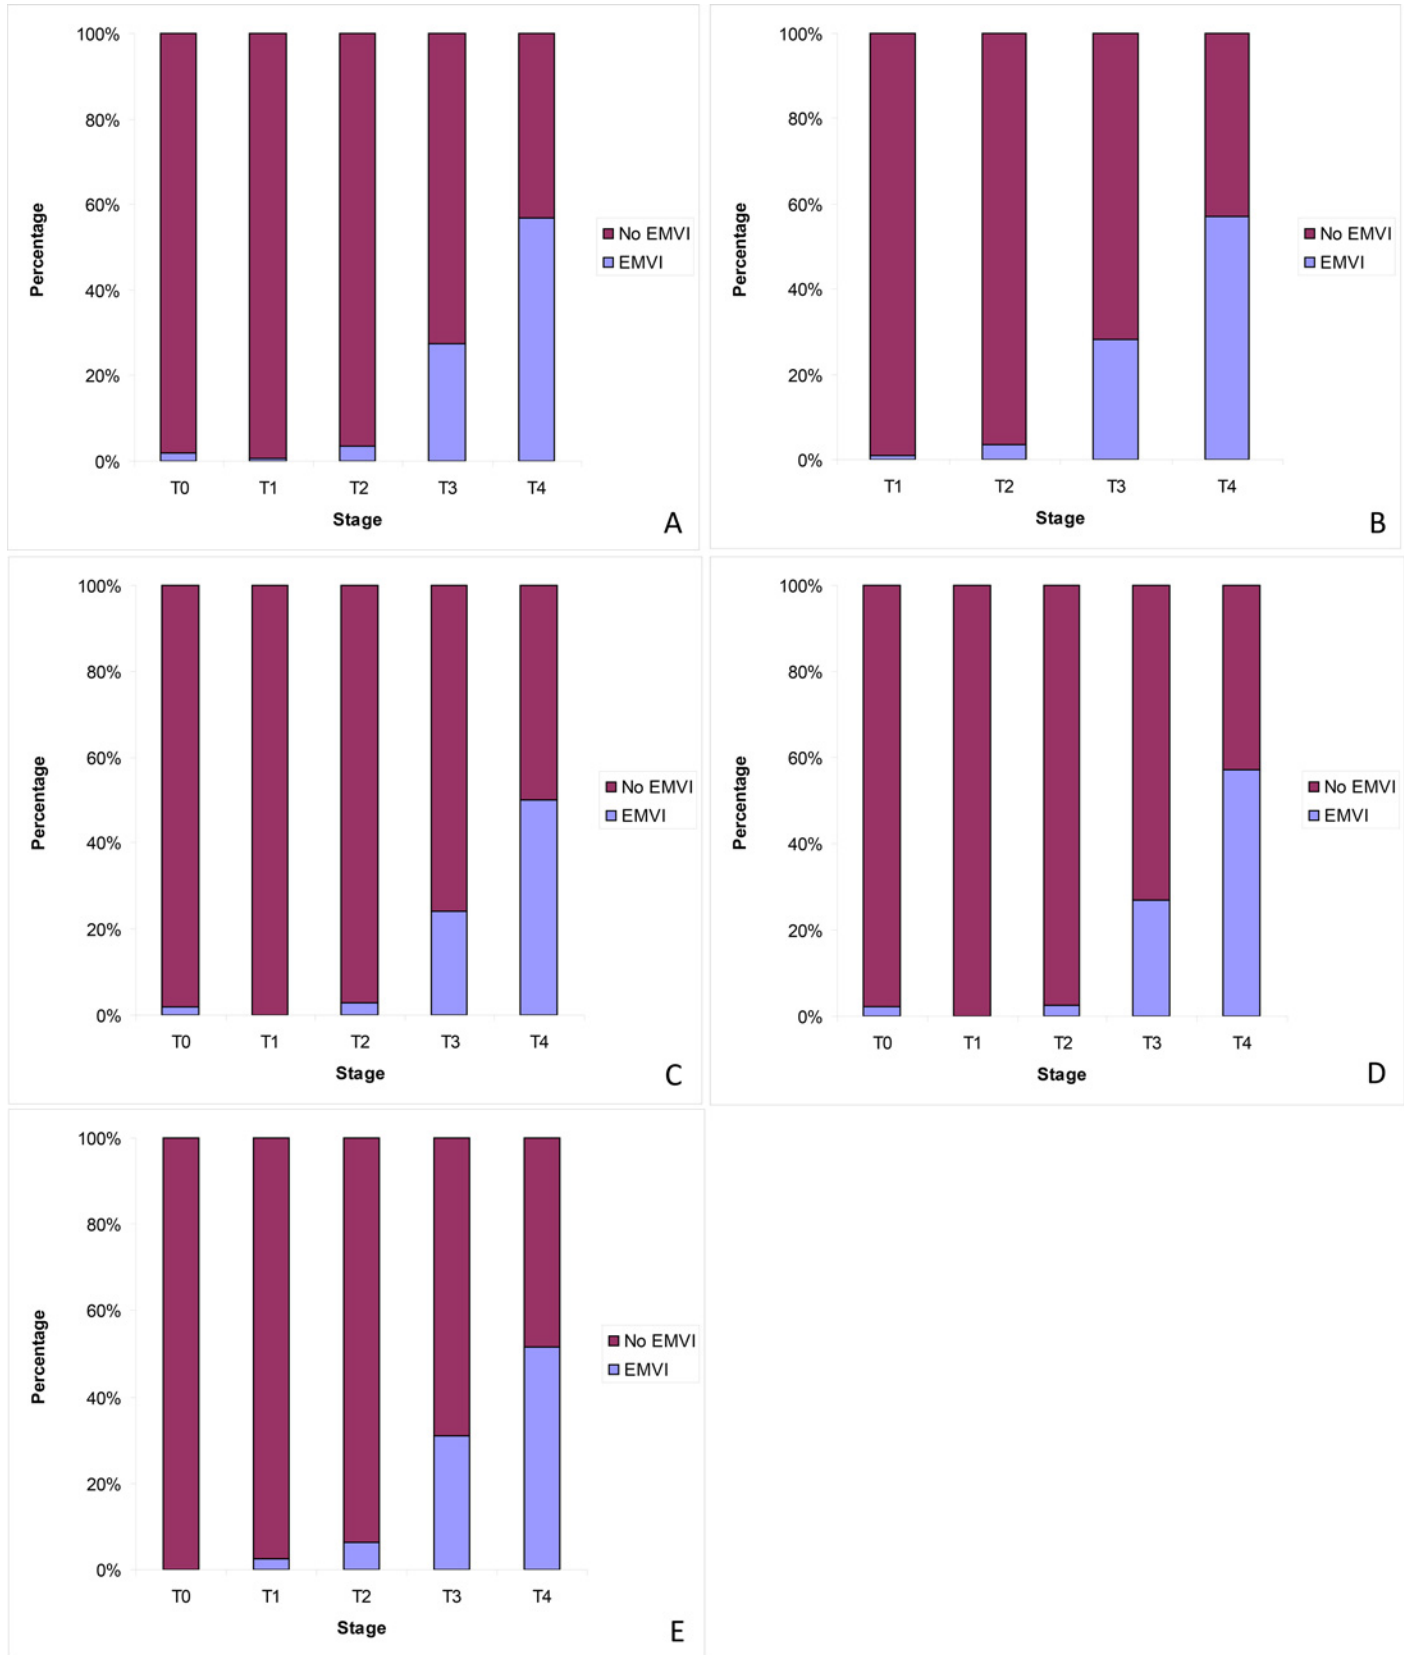 100%
80%
60%
40%
20%
0%
Percentage
T0 T1 T2 T3 T4
Stage
No EMVI
EMVI
A
100%
80%
60%
40%
20%
0%
Percentage
T1 T2 T3 T4
Stage
No EMVI
EMVI
B
100%
80%
60%
40%
20%
0%
Percentage
T0 T1 T2 T3 T4
Stage
No EMVI
EMVI
C
100%
80%
60%
40%
20%
0%
Percentage
T0 T1 T2 T3 T4
Stage
No EMVI
EMVI
D
100%
80%
60%
40%
20%
0%
Percentage
T0 T1 T2 T3 T4
Stage
No EMVI
EMVI
E